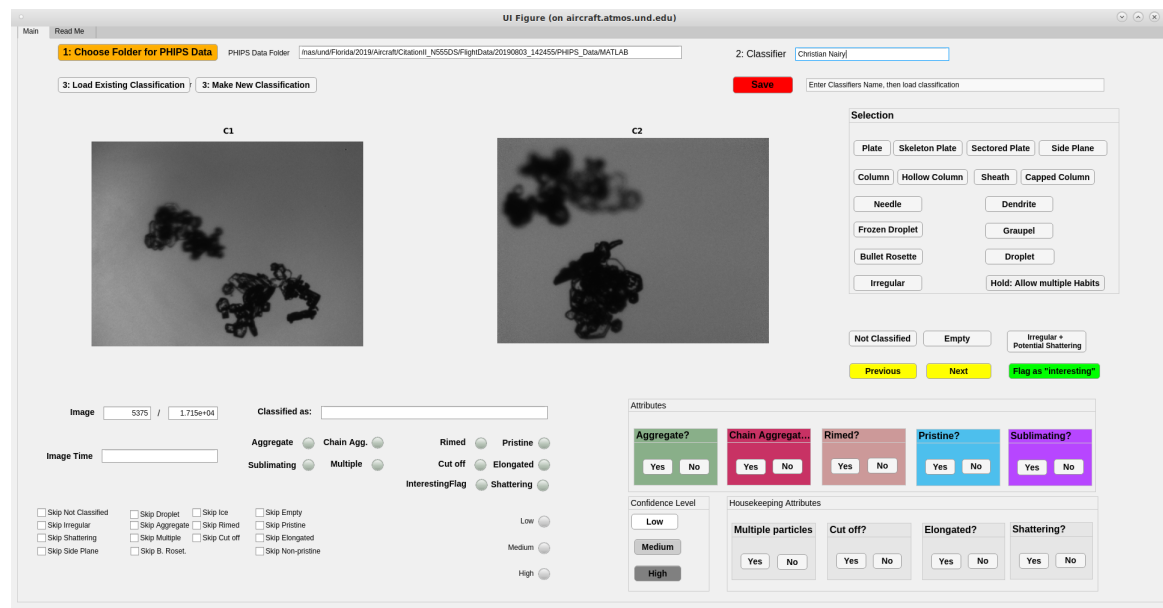 UI Figure (on aircraft.atmos.und.edu)
Main Read Me
1: Choose Folder for PHIPS Data PHIPS Data Folder /nas/und/Florida/2019/Aircraft/CitationII_N555DS/FlightData/20190803_142455/PHIPS_Data/MATLAB 2: Classifier Christian Nairy
3: Load Existing Classification 3: Make New Classification Save Enter Classifiers Name, then load classification
Selection
C1 C2
Plate Skeleton Plate Sectored Plate Side Plane
Column Hollow Column Sheath Capped Column
Needle Dendrite
Frozen Droplet Graupel
Bullet Rosette Droplet
Irregular Hold: Allow multiple Habits
Not Classified Empty Irregular +
Potential Shattering
Previous Next Flag as "interesting"
Image 5375 / 1.715e+04 Classified as:
Image Time
Aggregate Chain Agg. Rimed Pristine
Sublimating Multiple Cut off Elongated
InterestingFlag Shattering
Skip Not Classified Skip Droplet Skip Ice Skip Empty
Skip Irregular Skip Aggregate Skip Rimed Skip Pristine
Skip Shattering Skip Multiple Skip Cut off Skip Elongated
Skip Side Plane Skip B. Roset. Skip Non-pristine
Low
Medium
High
Attributes
Aggregate? Chain Aggregat... Rimed? Pristine? Sublimating?
Yes No Yes No Yes No Yes No Yes No
Confidence Level Housekeeping Attributes
Low
Medium
High
Multiple particles Cut off? Elongated? Shattering?
Yes No Yes No Yes No Yes No